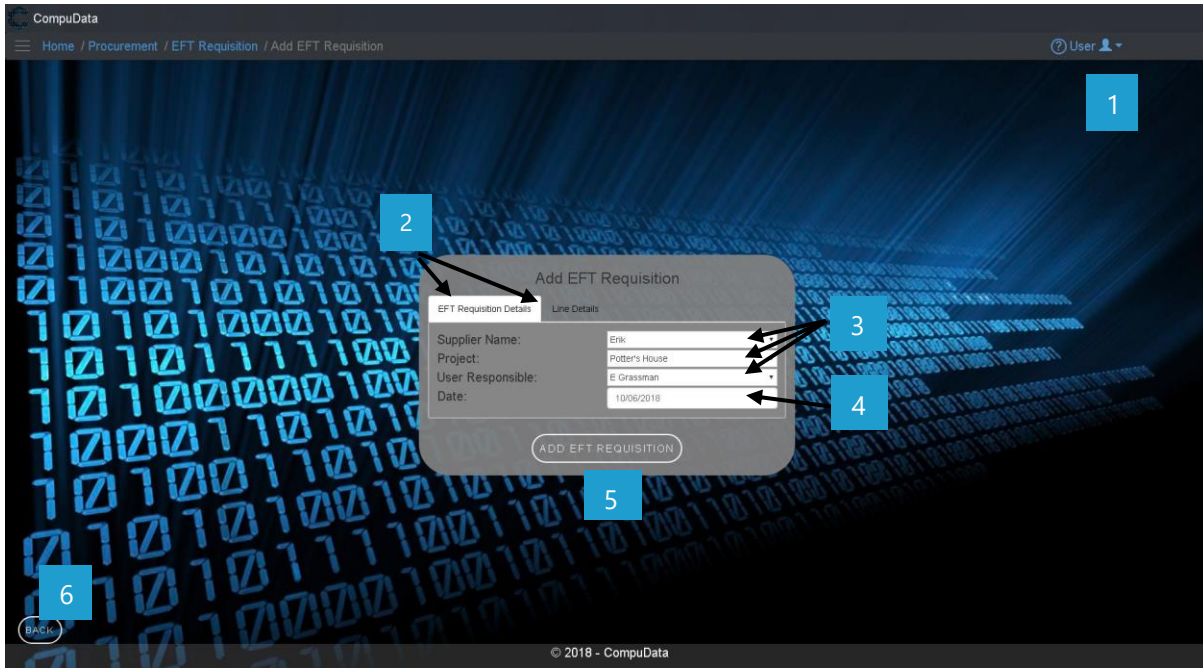 CompuData
Home / Procurement / EFT Requisition / Add EFT Requisition
User
1
2
Add EFT Requisition
EFT Requisition Details Line Details
Supplier Name: Erik
3
Project: Potter's House
User Responsible: E Grassman
Date: 10/06/2018
4
ADD EFT REQUISITION
5
6
BACK
© 2018 - CompuData